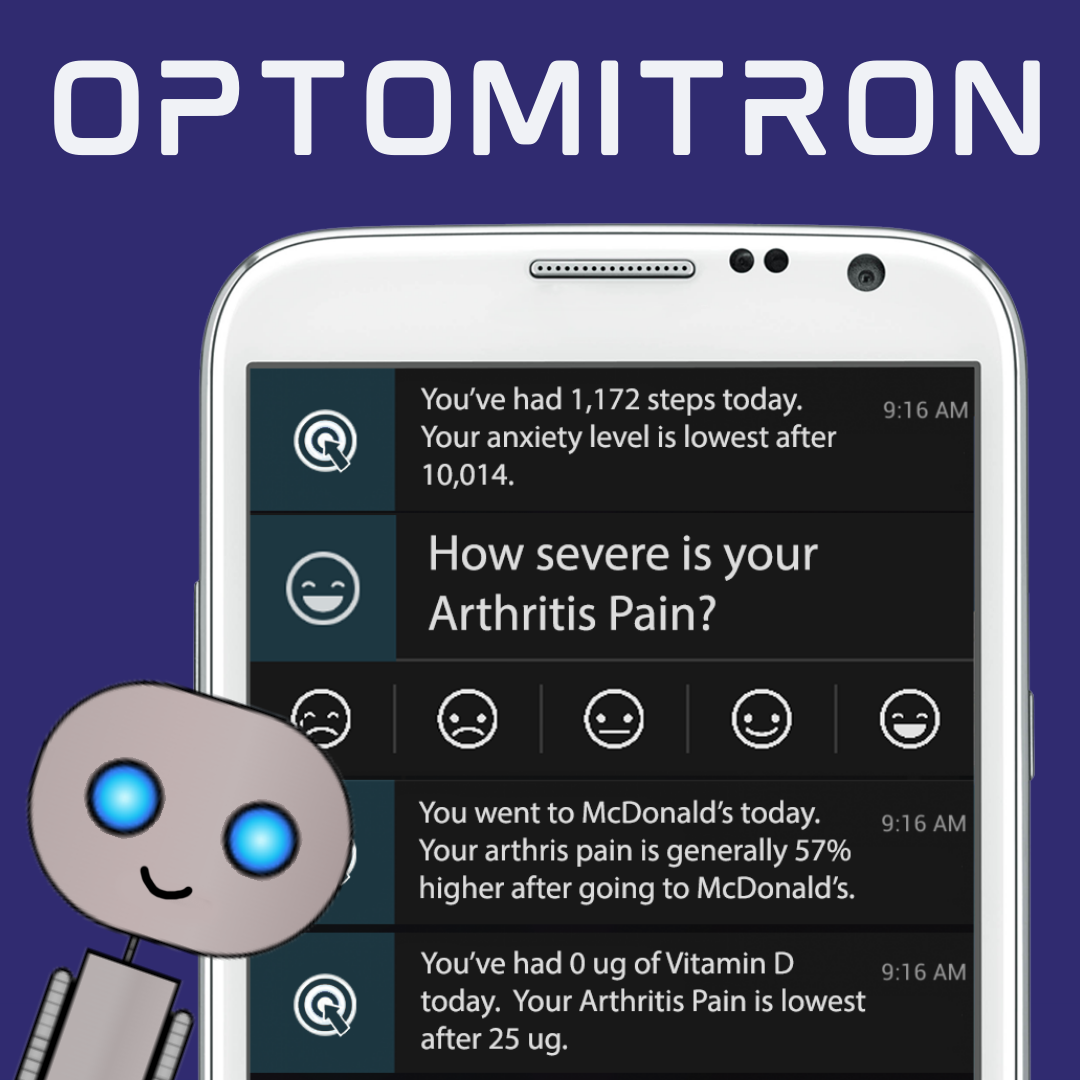 OPTOMITRON
You've had 1,172 steps today.
9:16 AM
Your anxiety level is lowest after
10,014.
How severe is your
Arthritis Pain?
You went to McDonald's today.
9:16 AM
Your arthris pain is generally 57%
higher after going to McDonald's.
You've had 0 ug of Vitamin D
9:16 AM
today.  Your Arthritis Pain is lowest
after 25 ug.